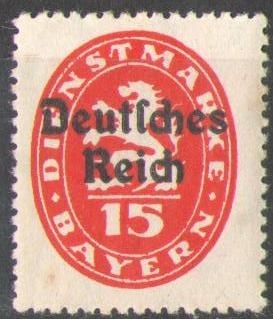 DIENSTMARKE
Deutſches
Reich
15
BAYERN